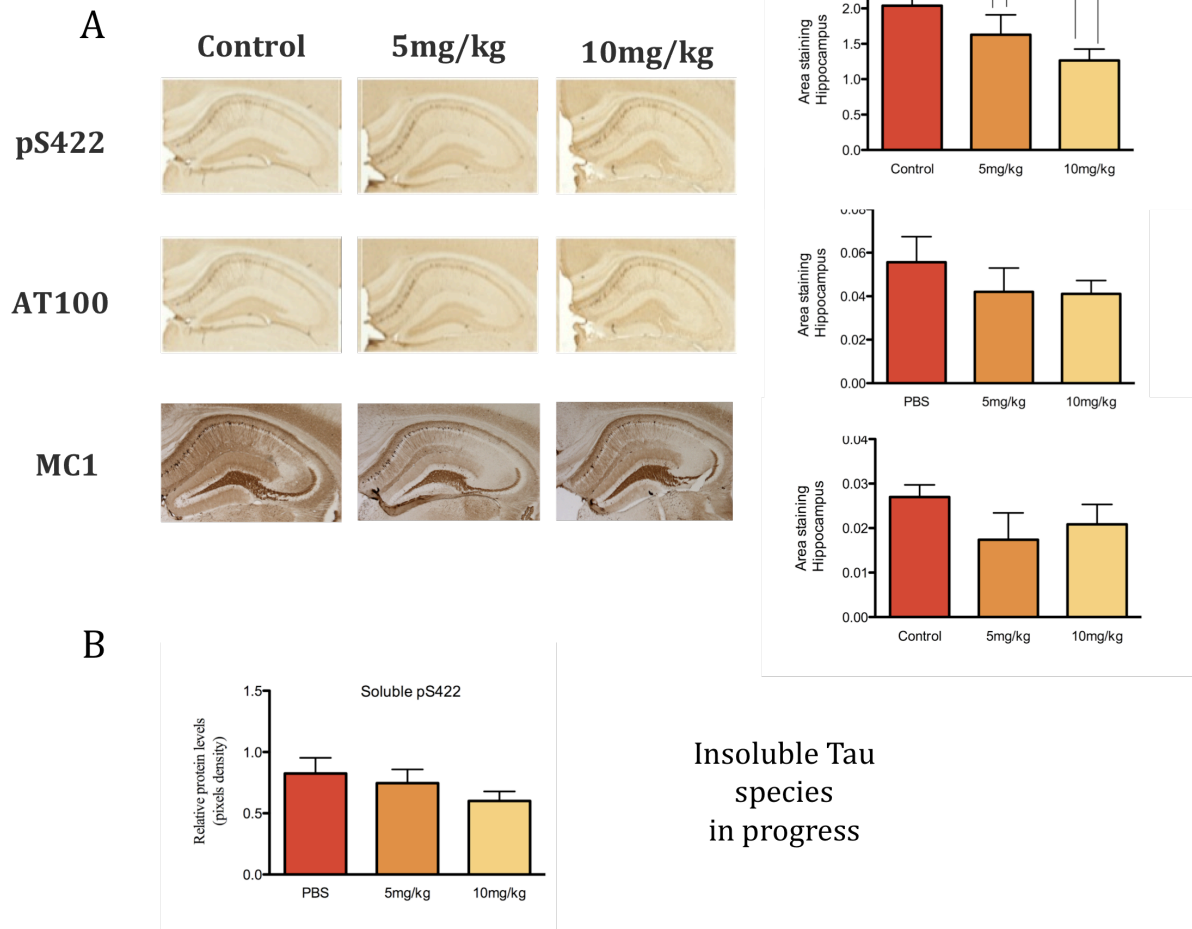 A
Control
5mg/kg
10mg/kg
pS422
AT100
MC1
Area staining
Hippocampus
2.0
1.5
1.0
0.5
0.0
Control
5mg/kg
10mg/kg
Area staining
Hippocampus
0.08
0.06
0.04
0.02
0.00
PBS
5mg/kg
10mg/kg
Area staining
Hippocampus
0.04
0.03
0.02
0.01
0.00
Control
5mg/kg
10mg/kg
B
Soluble pS422
Relative protein levels
(pixels density)
1.5
1.0
0.5
0.0
PBS
5mg/kg
10mg/kg
Insoluble Tau
species
in progress